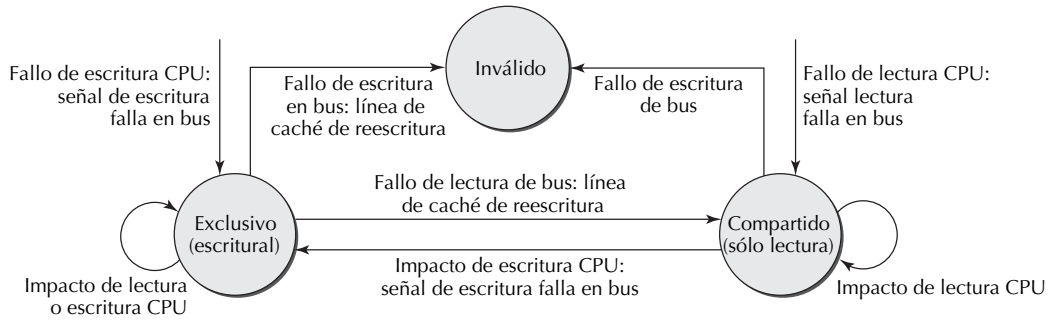 Fallo de escritura CPU:
señal de escritura
falla en bus
Fallo de escritura
en bus: línea de
caché de reescritura
Inválido
Fallo de escritura
de bus
Fallo de lectura CPU:
señal lectura
falla en bus
Exclusivo
(escritural)
Fallo de lectura de bus: línea
de caché de reescritura
Compartido
(sólo lectura)
Impacto de lectura
o escritura CPU
Impacto de escritura CPU:
señal de escritura falla en bus
Impacto de lectura CPU